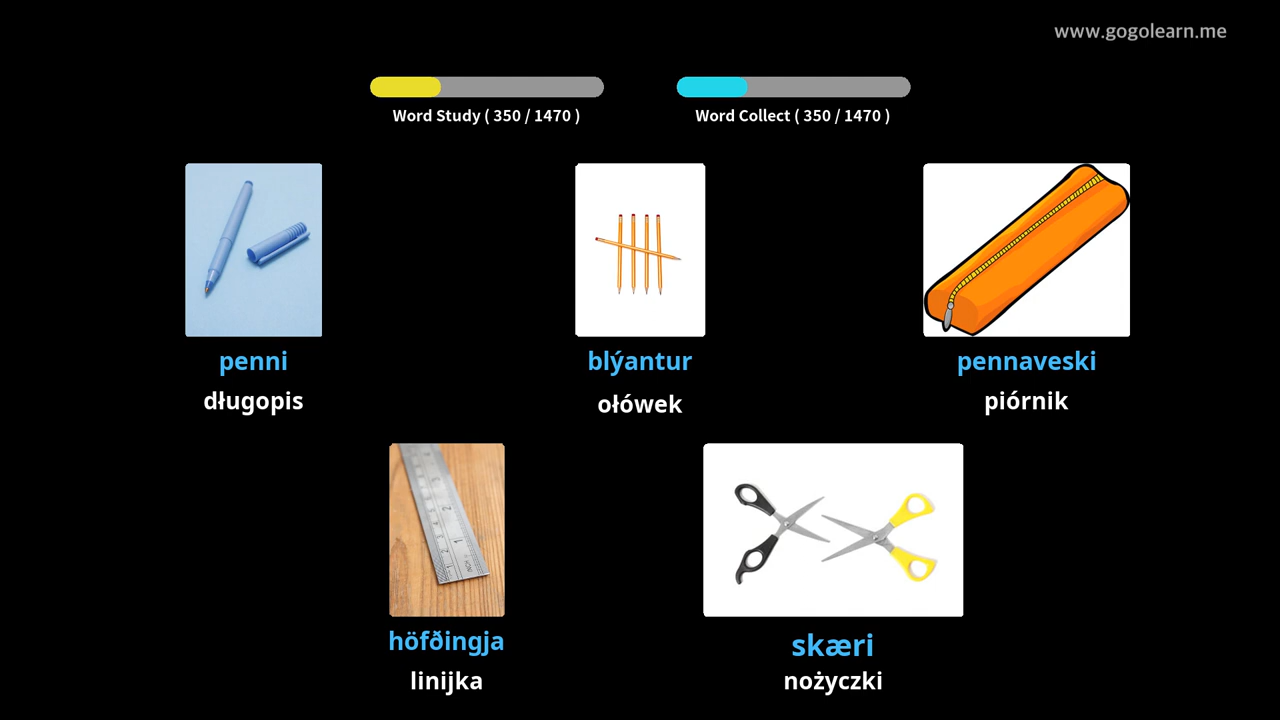 www.gogolearn.me
Word Study ( 350 / 1470 )
Word Collect ( 350 / 1470 )
penni
długopis
blýantur
ołówek
pennaveski
piórnik
höfðingja
linijka
skæri
nożyczki